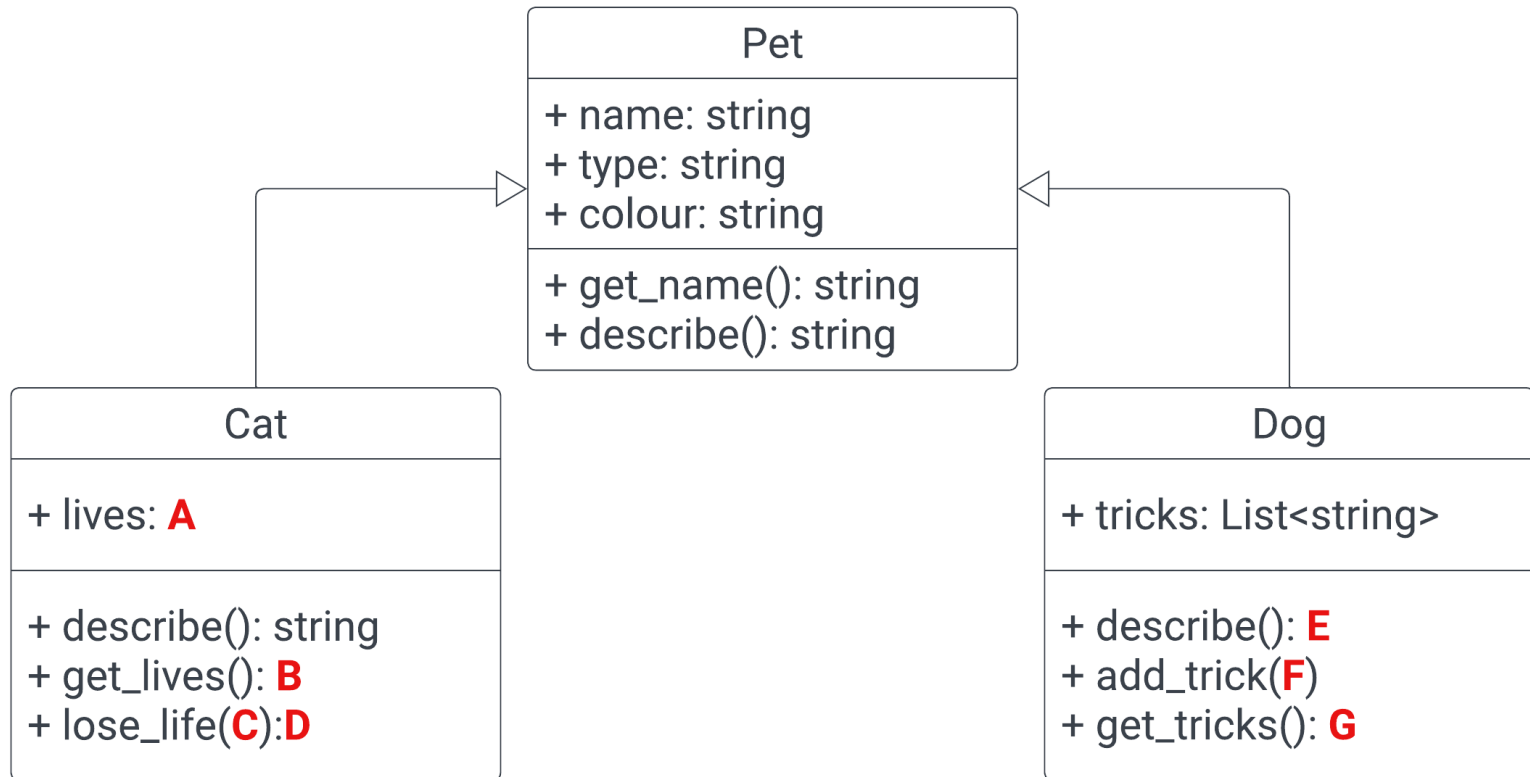 Pet
+ name: string
+ type: string
+ colour: string
+ get_name(): string
+ describe(): string
Cat
+ lives: A
+ describe(): string
+ get_lives(): B
+ lose_life(C):D
Dog
+ tricks: List<string>
+ describe(): E
+ add_trick(F)
+ get_tricks(): G